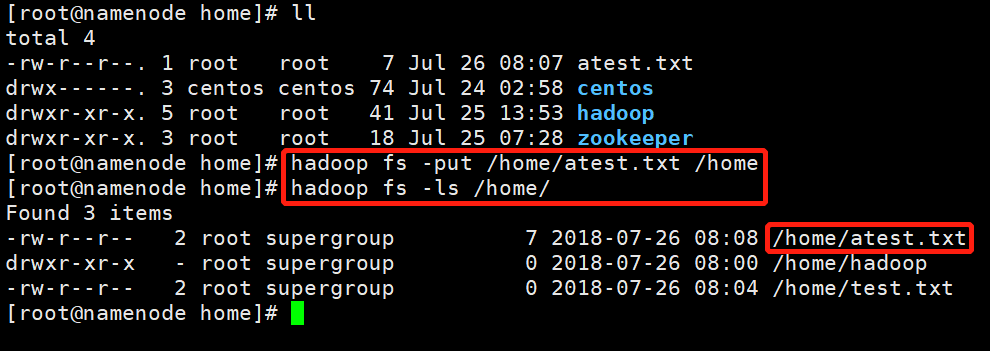 [root@namenode home]# ll
total 4
-rw-r--r--. 1 root   root    7 Jul 26 08:07 atest.txt
drwx------. 3 centos centos 74 Jul 24 02:58 centos
drwxr-xr-x. 5 root   root   41 Jul 25 13:53 hadoop
drwxr-xr-x. 3 root   root   18 Jul 25 07:28 zookeeper
[root@namenode home]# hadoop fs -put /home/atest.txt /home
[root@namenode home]# hadoop fs -ls /home/
Found 3 items
-rw-r--r--   2 root supergroup          7 2018-07-26 08:08 /home/atest.txt
drwxr-xr-x   - root supergroup          0 2018-07-26 08:00 /home/hadoop
-rw-r--r--   2 root supergroup          0 2018-07-26 08:04 /home/test.txt
[root@namenode home]#